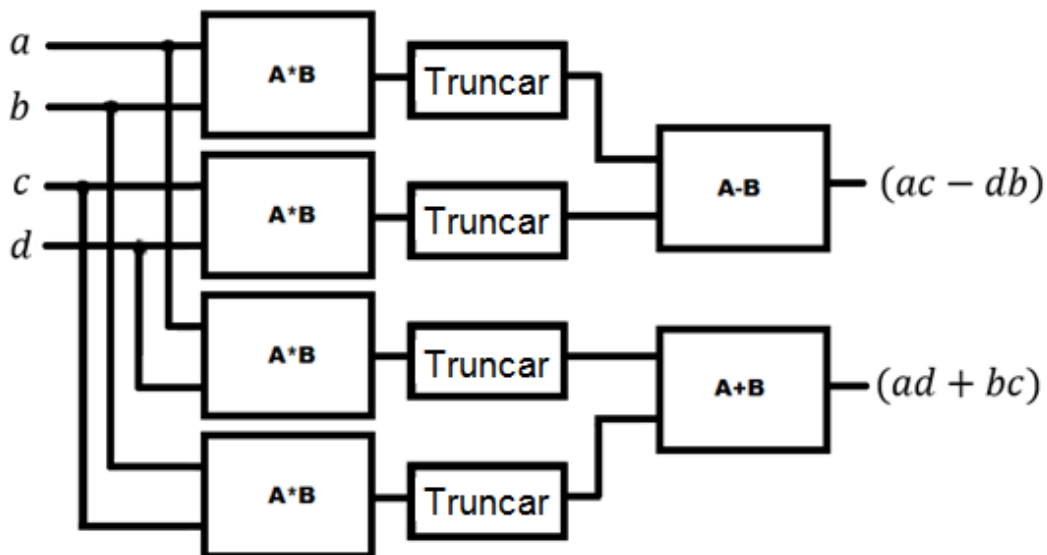 a
b
c
d
A*B
Truncar
A*B
Truncar
A*B
Truncar
A*B
Truncar
A-B
(ac − db)
A+B
(ad + bc)